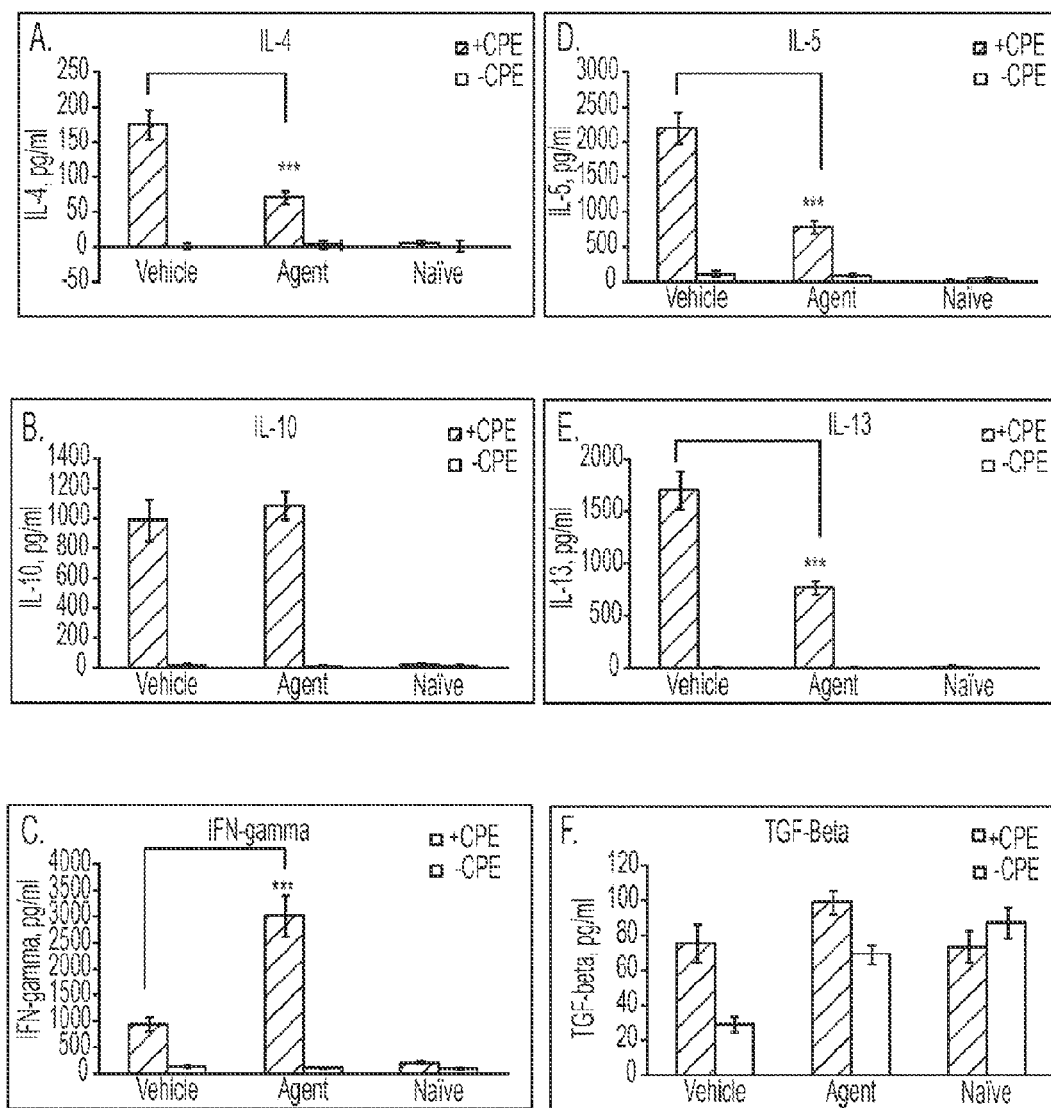 A.
IL-4
+CPE
-CPE
IL-4, pg/ml
250
200
150
100
50
0
-50
***
Vehicle
Agent
Naïve
D.
IL-5
+CPE
-CPE
IL-5, pg/ml
3000
2500
2000
1500
1000
500
0
***
Vehicle
Agent
Naïve
B.
IL-10
+CPE
-CPE
IL-10, pg/ml
1400
1200
1000
800
600
400
200
0
Vehicle
Agent
Naïve
E.
IL-13
+CPE
-CPE
IL-13, pg/ml
2000
1500
1000
500
0
***
Vehicle
Agent
Naïve
C.
IFN-gamma
+CPE
-CPE
IFN-gamma, pg/ml
4000
3500
3000
2500
2000
1500
1000
500
0
***
Vehicle
Agent
Naïve
F.
TGF-Beta
+CPE
-CPE
TGF-beta, pg/ml
120
100
80
60
40
20
0
Vehicle
Agent
Naïve